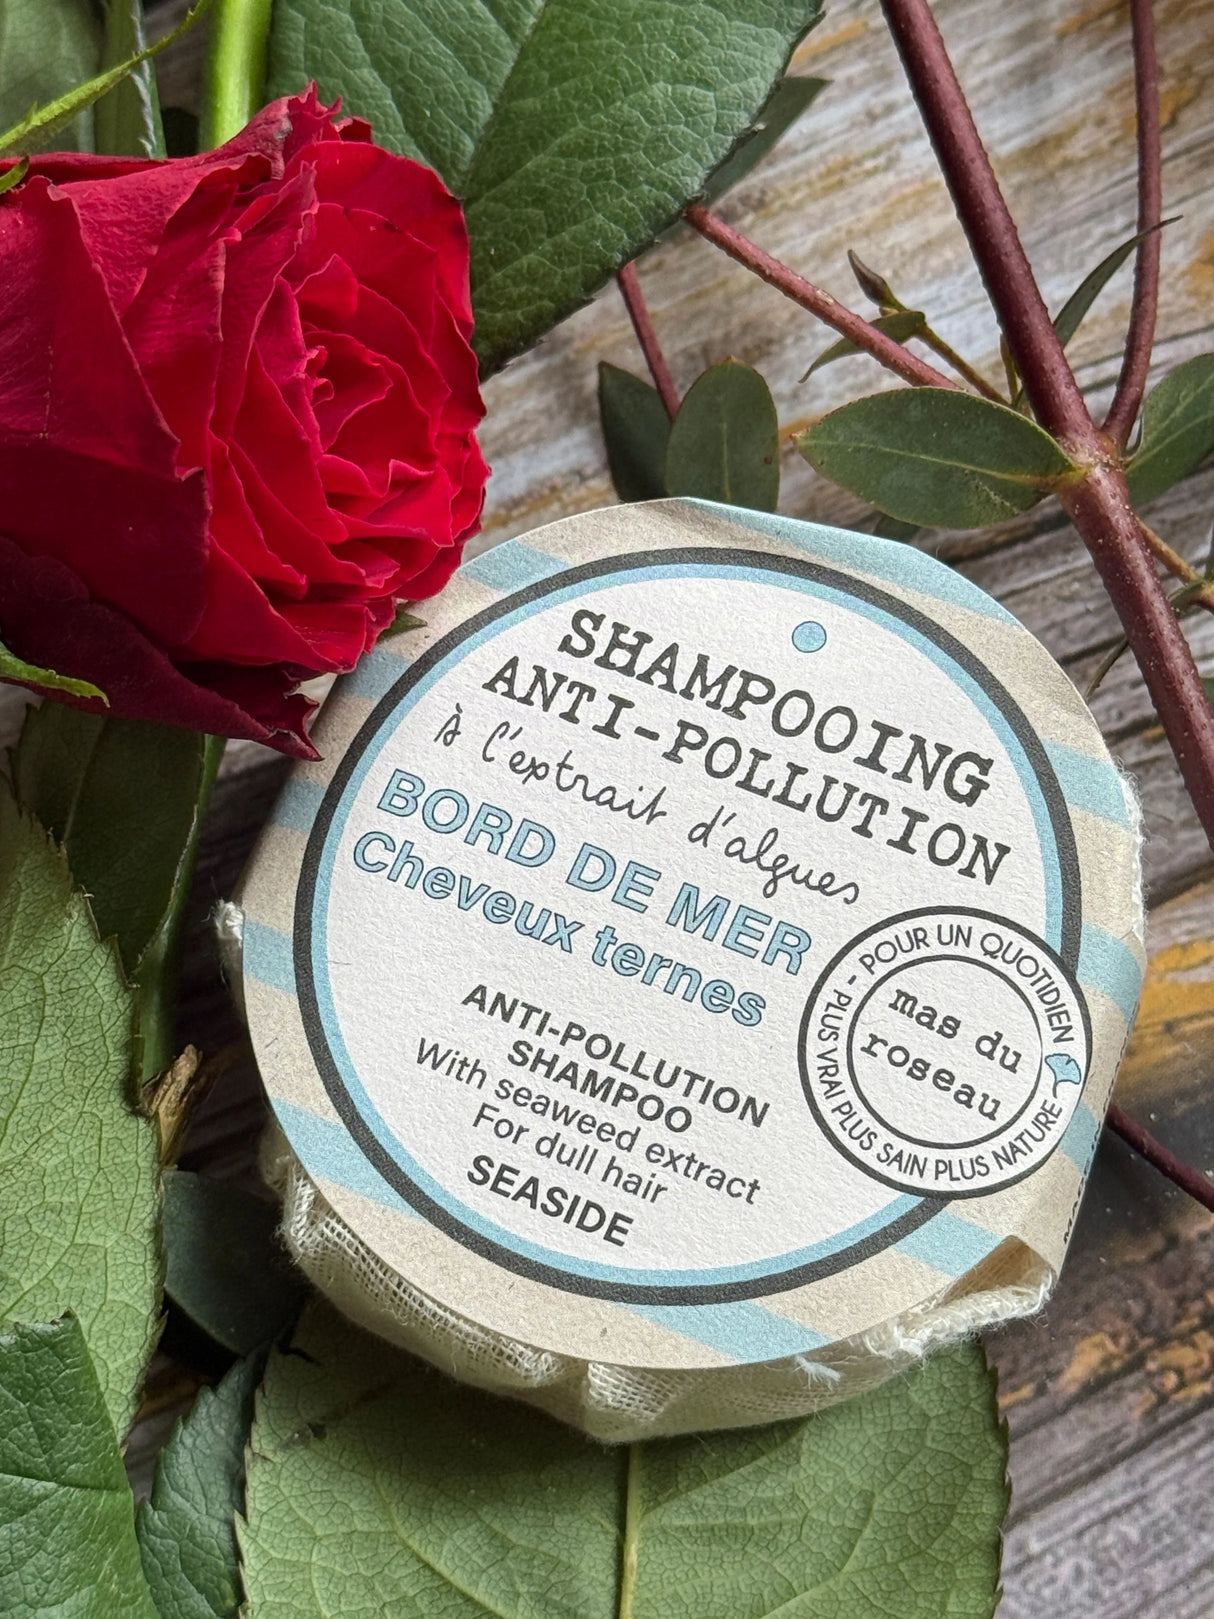 SHAMPOOING
ANTI-POLLUTION
À l'extrait d'algues
BORD DE MER
Cheveux ternes
ANTI-POLLUTION
SHAMPOO
With seaweed extract
For dull hair
SEASIDE
- POUR UN QUOTIDIEN
PLUS VRAI PLUS SAIN PLUS NATURE
mas du
roseau